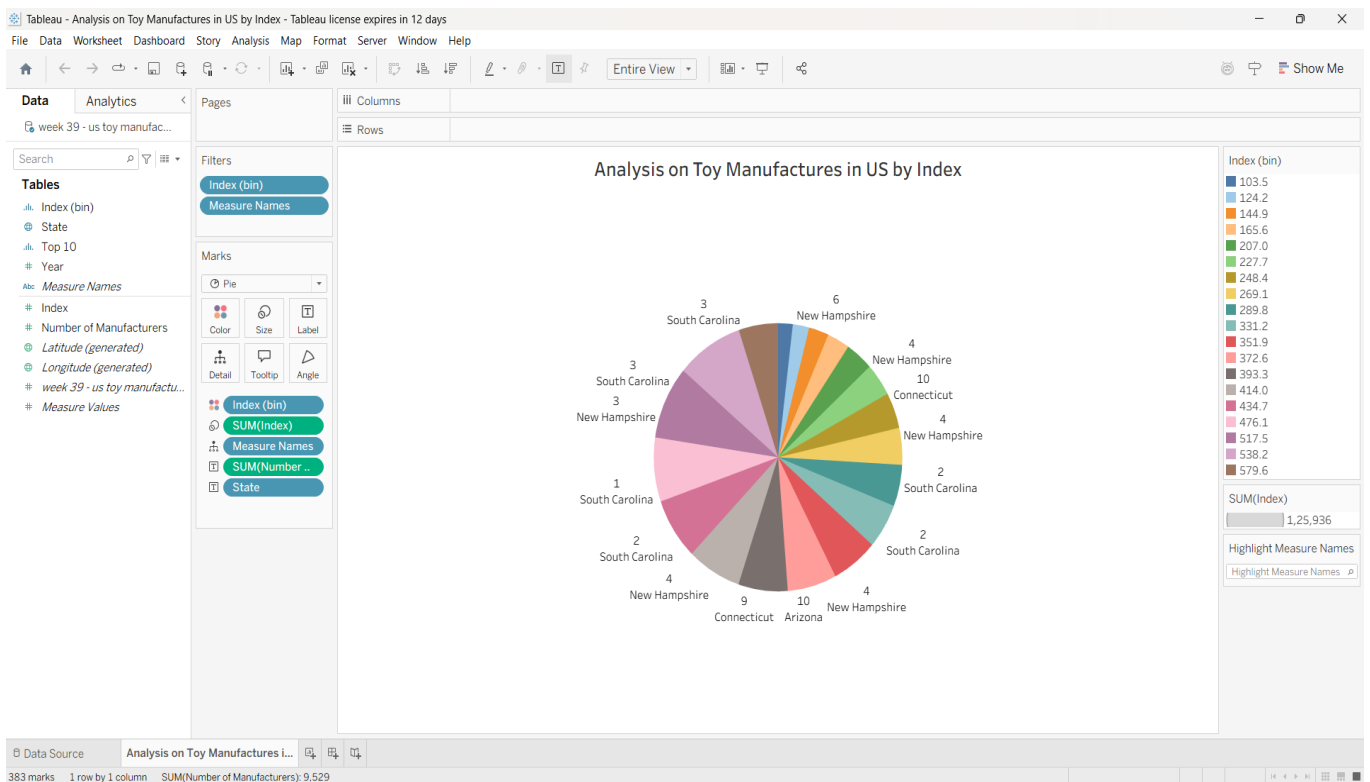 Tableau - Analysis on Toy Manufactures in US by Index - Tableau license expires in 12 days
File Data Worksheet Dashboard Story Analysis Map Format Server Window Help
Entire View
Show Me
Data Analytics
week 39 - us toy manufac...
Search
Tables
Index (bin)
State
Top 10
# Year
Abc Measure Names
# Index
# Number of Manufacturers
Latitude (generated)
Longitude (generated)
# week 39 - us toy manufactu...
# Measure Values
Pages
Filters
Index (bin)
Measure Names
Marks
Pie
Color Size Label
Detail Tooltip Angle
Index (bin)
SUM(Index)
Measure Names
SUM(Number ..
State
Columns
Rows
Analysis on Toy Manufactures in US by Index
6
New Hampshire
4
New Hampshire
10
Connecticut
4
New Hampshire
2
South Carolina
2
South Carolina
4
New Hampshire
10
Arizona
9
Connecticut
4
New Hampshire
2
South Carolina
1
South Carolina
3
New Hampshire
3
South Carolina
3
South Carolina
Index (bin)
103.5
124.2
144.9
165.6
207.0
227.7
248.4
269.1
289.8
331.2
351.9
372.6
393.3
414.0
434.7
476.1
517.5
538.2
579.6
SUM(Index)
1,25,936
Highlight Measure Names
Highlight Measure Names
Data Source
Analysis on Toy Manufactures i...
383 marks 1 row by 1 column SUM(Number of Manufacturers): 9,529